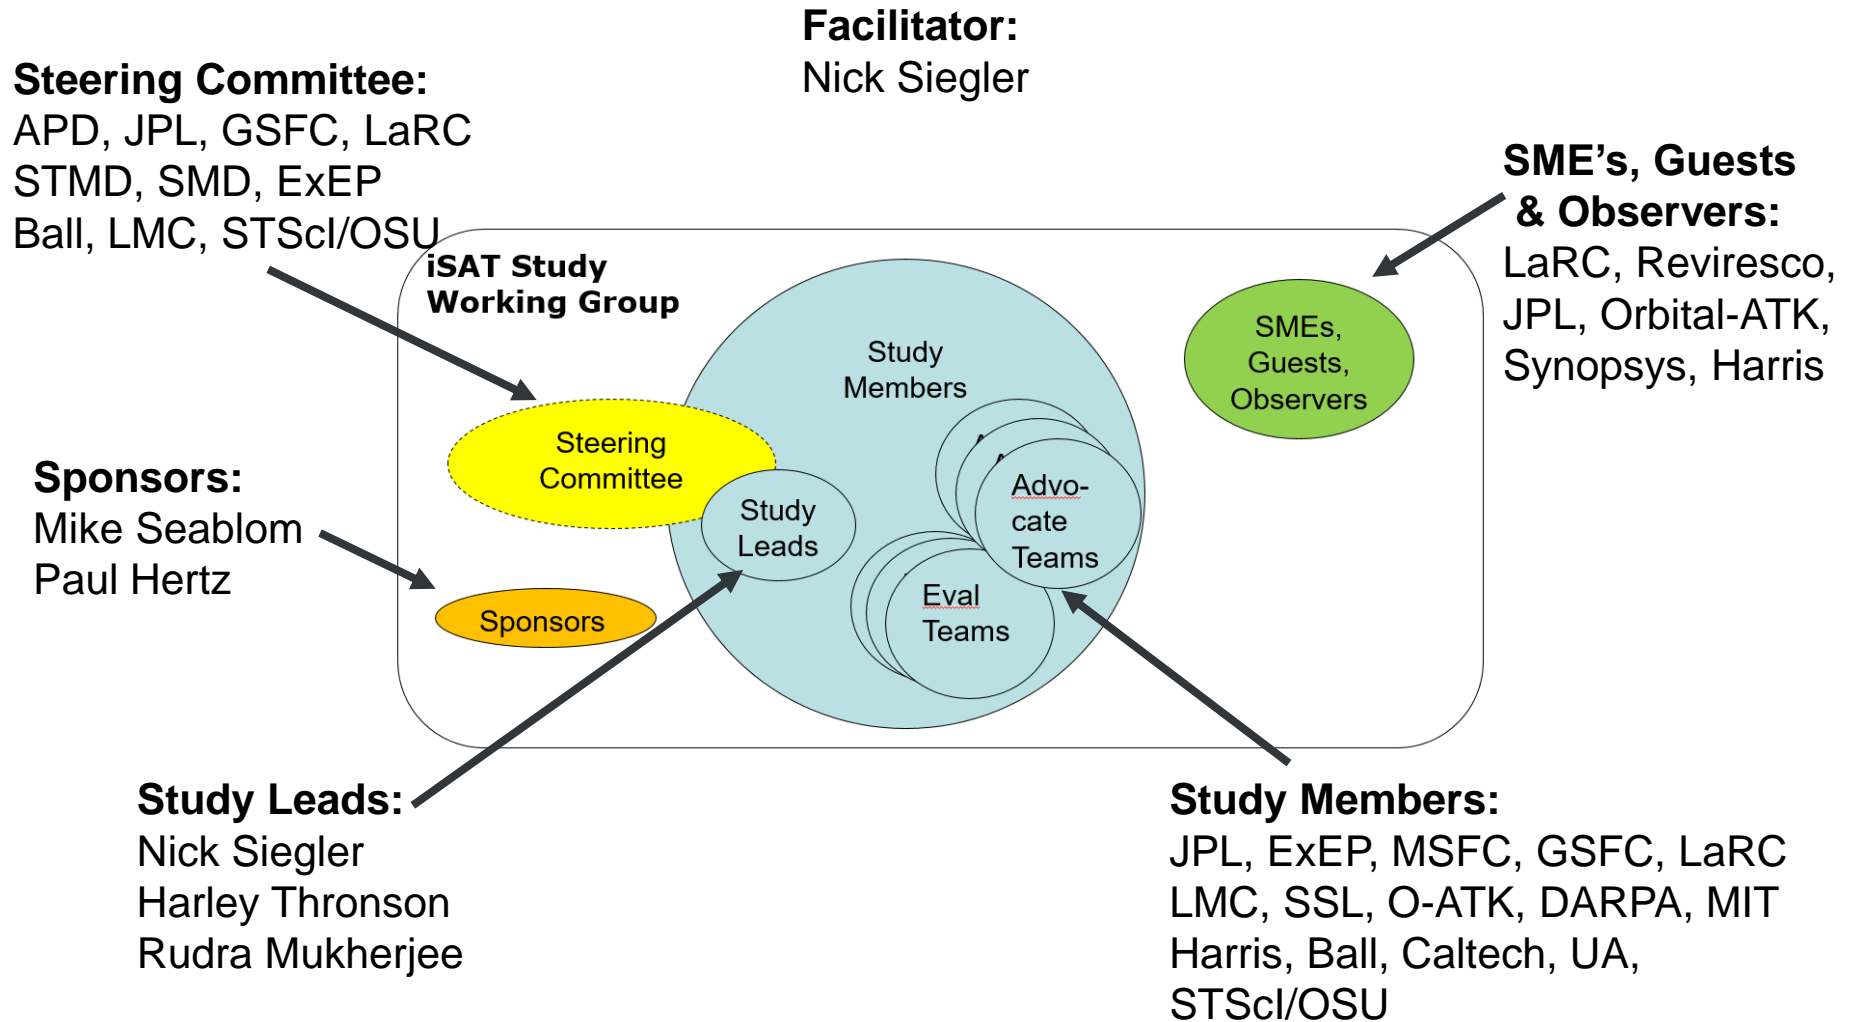 Facilitator:
Nick Siegler
Steering Committee:
APD, JPL, GSFC, LaRC
STMD, SMD, ExEP
Ball, LMC, STScI/OSU
SME’s, Guests
& Observers:
LaRC, Reviresco,
JPL, Orbital-ATK,
Synopsys, Harris
iSAT Study
Working Group
Study
Members
SMEs,
Guests,
Observers
Steering
Committee
Study
Leads
Advo-
cate
Teams
Eval
Teams
Sponsors
Sponsors:
Mike Seablom
Paul Hertz
Study Leads:
Nick Siegler
Harley Thronson
Rudra Mukherjee
Study Members:
JPL, ExEP, MSFC, GSFC, LaRC
LMC, SSL, O-ATK, DARPA, MIT
Harris, Ball, Caltech, UA,
STScI/OSU